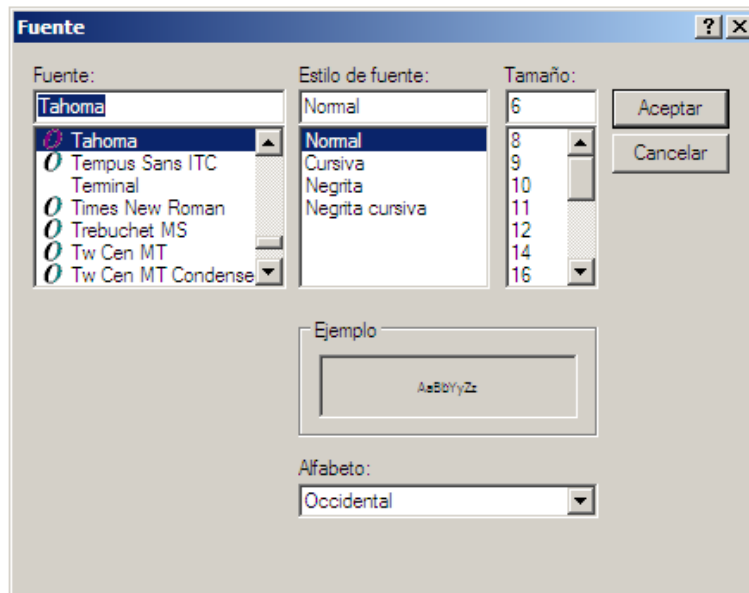 Fuente
Fuente:
Tahoma
Tahoma
Tempus Sans ITC
Terminal
Times New Roman
Trebuchet MS
Tw Cen MT
Tw Cen MT Condense
Estilo de fuente:
Normal
Normal
Cursiva
Negrita
Negrita cursiva
Tamaño:
6
8
9
10
11
12
14
16
Aceptar
Cancelar
Ejemplo
AaBbYyZz
Alfabeto:
Occidental